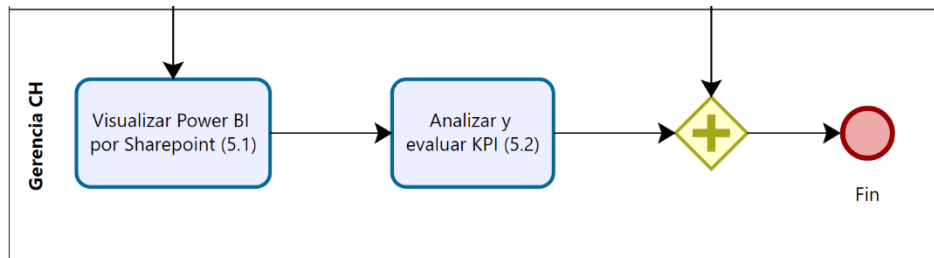 Gerencia CH
Visualizar Power BI
por Sharepoint (5.1)
Analizar y
evaluar KPI (5.2)
Fin